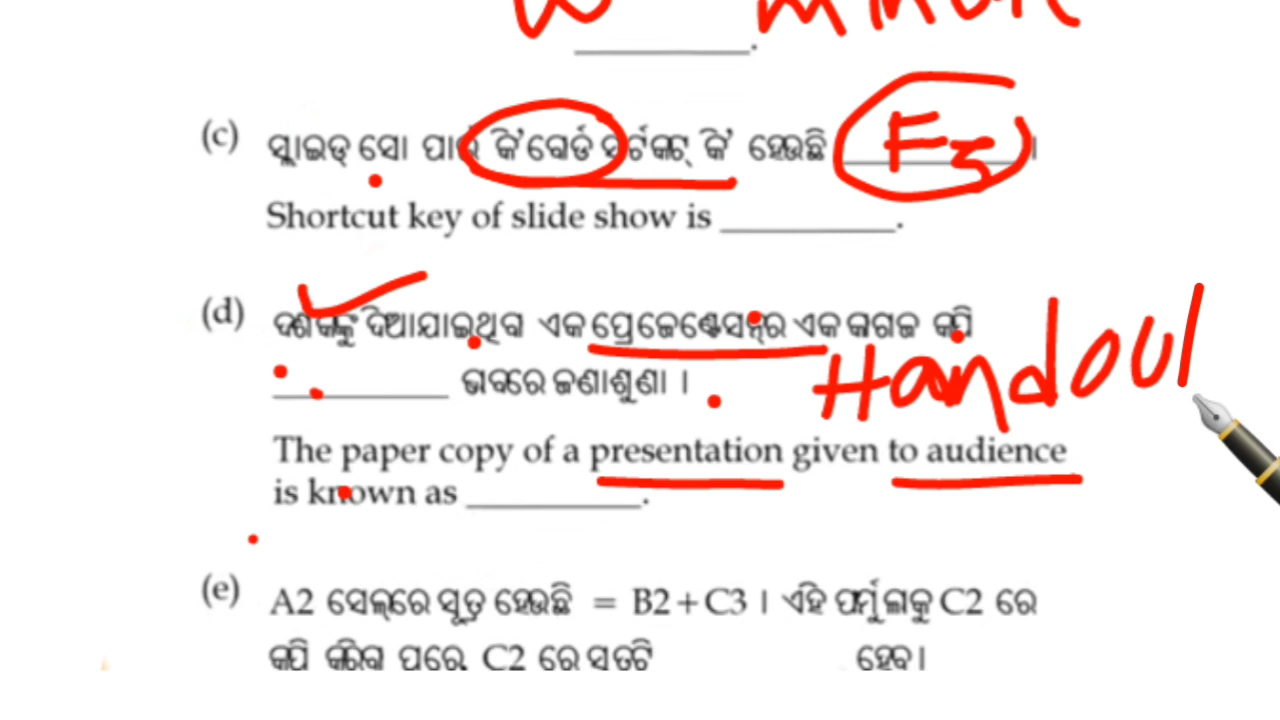 (c) ସ୍ଲାଇଡ୍ ସୋ ପାଇଁ କି'ବୋର୍ଡ ସର୍ଟକଟ୍ କି' ହେଉଛି F5 ।
Shortcut key of slide show is __________.
(d) ଦର୍ଶକଙ୍କୁ ଦିଆଯାଇଥିବା ଏକ ପ୍ରେଜେଣ୍ଟେସନ୍‌ର ଏକ କାଗଜ କପି
__________ ଭାବରେ ଜଣାଶୁଣା ।
Handout
The paper copy of a presentation given to audience
is known as __________.
(e) A2 ସେଲ୍‌ରେ ସୂତ୍ର ହେଉଛି = B2 + C3 । ଏହି ଫର୍ମୁଲାକୁ C2 ରେ
କପି କରିବା ପରେ, C2 ରେ ସୂତ୍ରଟି ହେବ ।